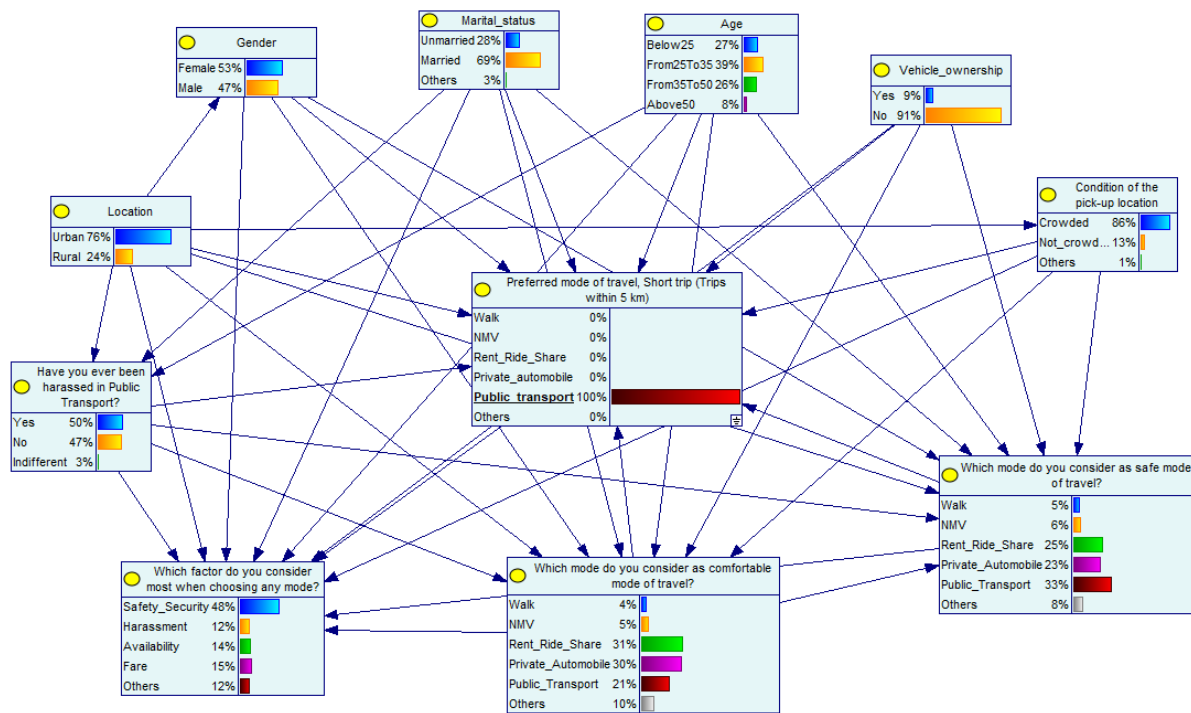 Gender
Female 53%
Male 47%
Marital_status
Unmarried 28%
Married 69%
Others 3%
Age
Below25 27%
From25To35 39%
From35To50 26%
Above50 8%
Vehicle_ownership
Yes 9%
No 91%
Location
Urban 76%
Rural 24%
Condition of the
pick-up location
Crowded 86%
Not_crowd... 13%
Others 1%
Preferred mode of travel, Short trip (Trips
within 5 km)
Walk 0%
NMV 0%
Rent_Ride_Share 0%
Private_automobile 0%
Public_transport 100%
Others 0%
Have you ever been
harassed in Public
Transport?
Yes 50%
No 47%
Indifferent 3%
Which mode do you consider as safe mode
of travel?
Walk 5%
NMV 6%
Rent_Ride_Share 25%
Private_Automobile 23%
Public_Transport 33%
Others 8%
Which factor do you consider
most when choosing any mode?
Safety_Security 48%
Harassment 12%
Availability 14%
Fare 15%
Others 12%
Which mode do you consider as comfortable
mode of travel?
Walk 4%
NMV 5%
Rent_Ride_Share 31%
Private_Automobile 30%
Public_Transport 21%
Others 10%